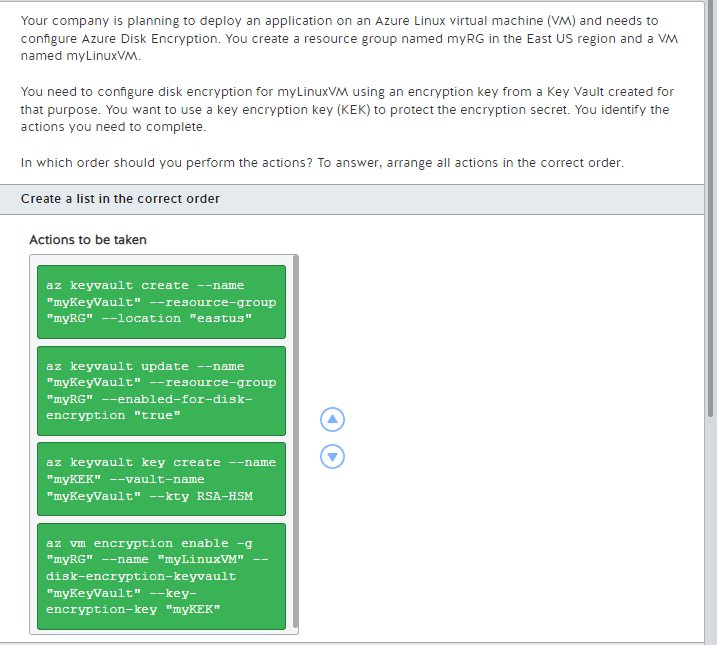 Your company is planning to deploy an application on an Azure Linux virtual machine (VM) and needs to
configure Azure Disk Encryption. You create a resource group named myRG in the East US region and a VM
named myLinuxVM.
You need to configure disk encryption for myLinuxVM using an encryption key from a Key Vault created for
that purpose. You want to use a key encryption key (KEK) to protect the encryption secret. You identify the
actions you need to complete.
In which order should you perform the actions? To answer, arrange all actions in the correct order.
Create a list in the correct order
Actions to be taken
az keyvault create --name
"myKeyVault" --resource-group
"myRG" --location "eastus"
az keyvault update --name
"myKeyVault" --resource-group
"myRG" --enabled-for-disk-
encryption "true"
az keyvault key create --name
"myKEK" --vault-name
"myKeyVault" --kty RSA-HSM
az vm encryption enable -g
"myRG" --name "myLinuxVM" --
disk-encryption-keyvault
"myKeyVault" --key-
encryption-key "myKEK"